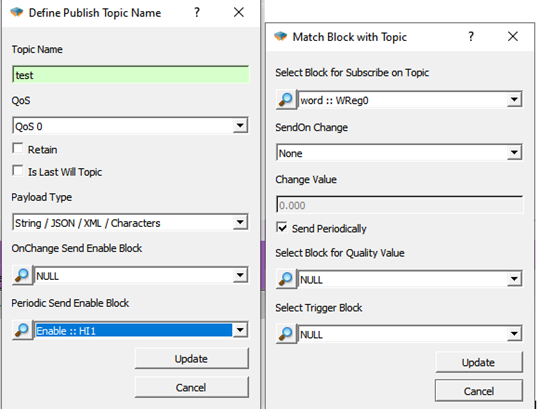 Define Publish Topic Name
Topic Name
test
QoS
QoS 0
Retain
Is Last Will Topic
Payload Type
String / JSON / XML / Characters
OnChange Send Enable Block
NULL
Periodic Send Enable Block
Enable :: HI1
Update
Cancel
Match Block with Topic
Select Block for Subscribe on Topic
word :: WReg0
SendOn Change
None
Change Value
0.000
Send Periodically
Select Block for Quality Value
NULL
Select Trigger Block
NULL
Update
Cancel